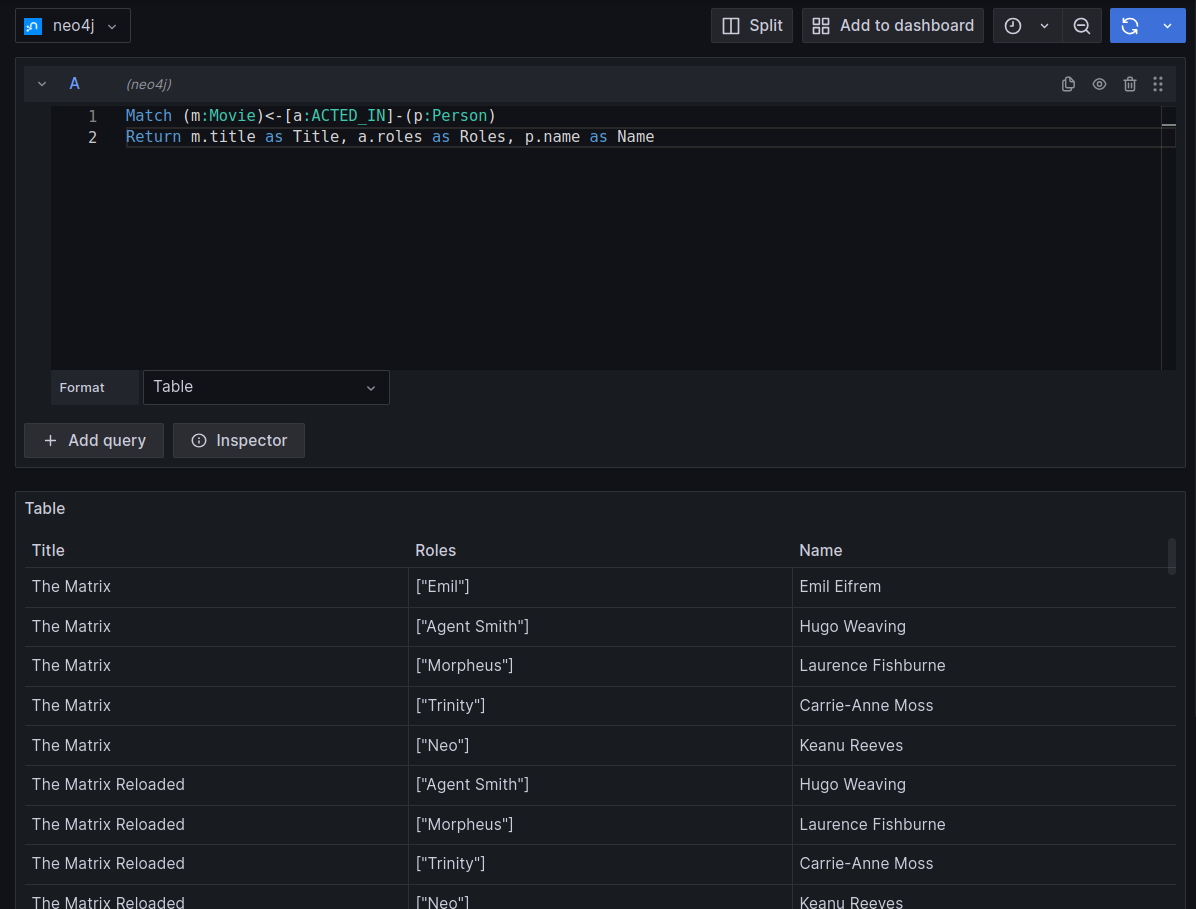 neo4j
Split
Add to dashboard
A
(neo4j)
1 Match (m:Movie)<-[a:ACTED_IN]-(p:Person)
2 Return m.title as Title, a.roles as Roles, p.name as Name
Format Table
Add query
Inspector
Table
Title Roles Name
The Matrix ["Emil"] Emil Eifrem
The Matrix ["Agent Smith"] Hugo Weaving
The Matrix ["Morpheus"] Laurence Fishburne
The Matrix ["Trinity"] Carrie-Anne Moss
The Matrix ["Neo"] Keanu Reeves
The Matrix Reloaded ["Agent Smith"] Hugo Weaving
The Matrix Reloaded ["Morpheus"] Laurence Fishburne
The Matrix Reloaded ["Trinity"] Carrie-Anne Moss
The Matrix Reloaded ["Neo"] Keanu Reeves